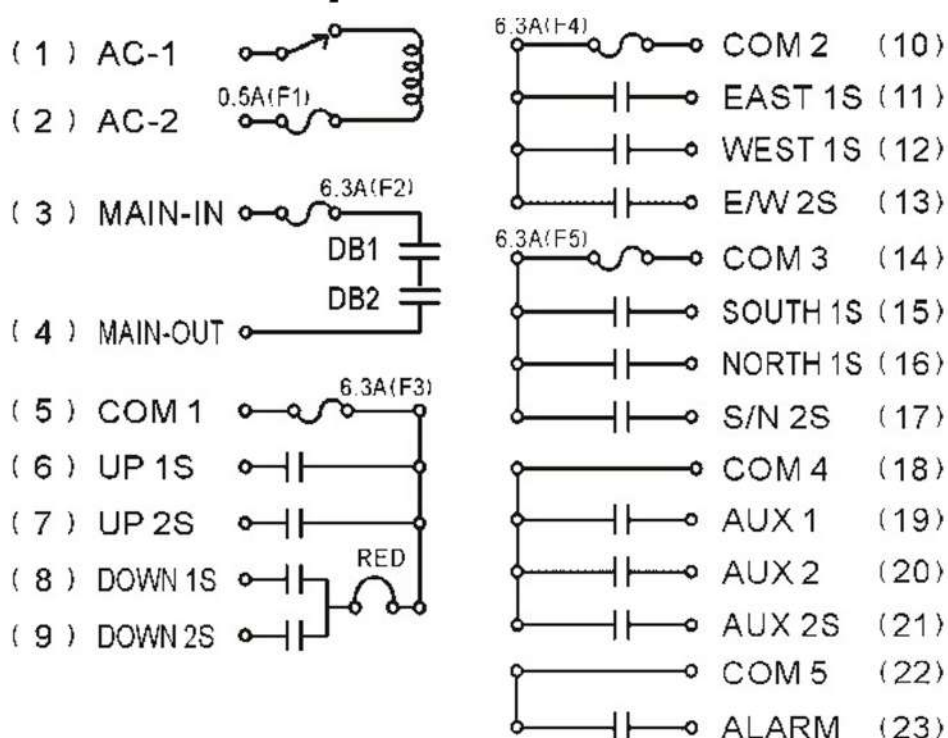 ( 1 ) AC-1
0.5A(F1)
( 2 ) AC-2
6.3A(F2)
( 3 ) MAIN-IN
DB1
DB2
( 4 ) MAIN-OUT
6.3A(F3)
( 5 ) COM 1
( 6 ) UP 1S
( 7 ) UP 2S
RED
( 8 ) DOWN 1S
( 9 ) DOWN 2S
6.3A(F4)
COM 2 (10)
EAST 1S (11)
WEST 1S (12)
E/W 2S (13)
6.3A(F5)
COM 3 (14)
SOUTH 1S (15)
NORTH 1S (16)
S/N 2S (17)
COM 4 (18)
AUX 1 (19)
AUX 2 (20)
AUX 2S (21)
COM 5 (22)
ALARM (23)